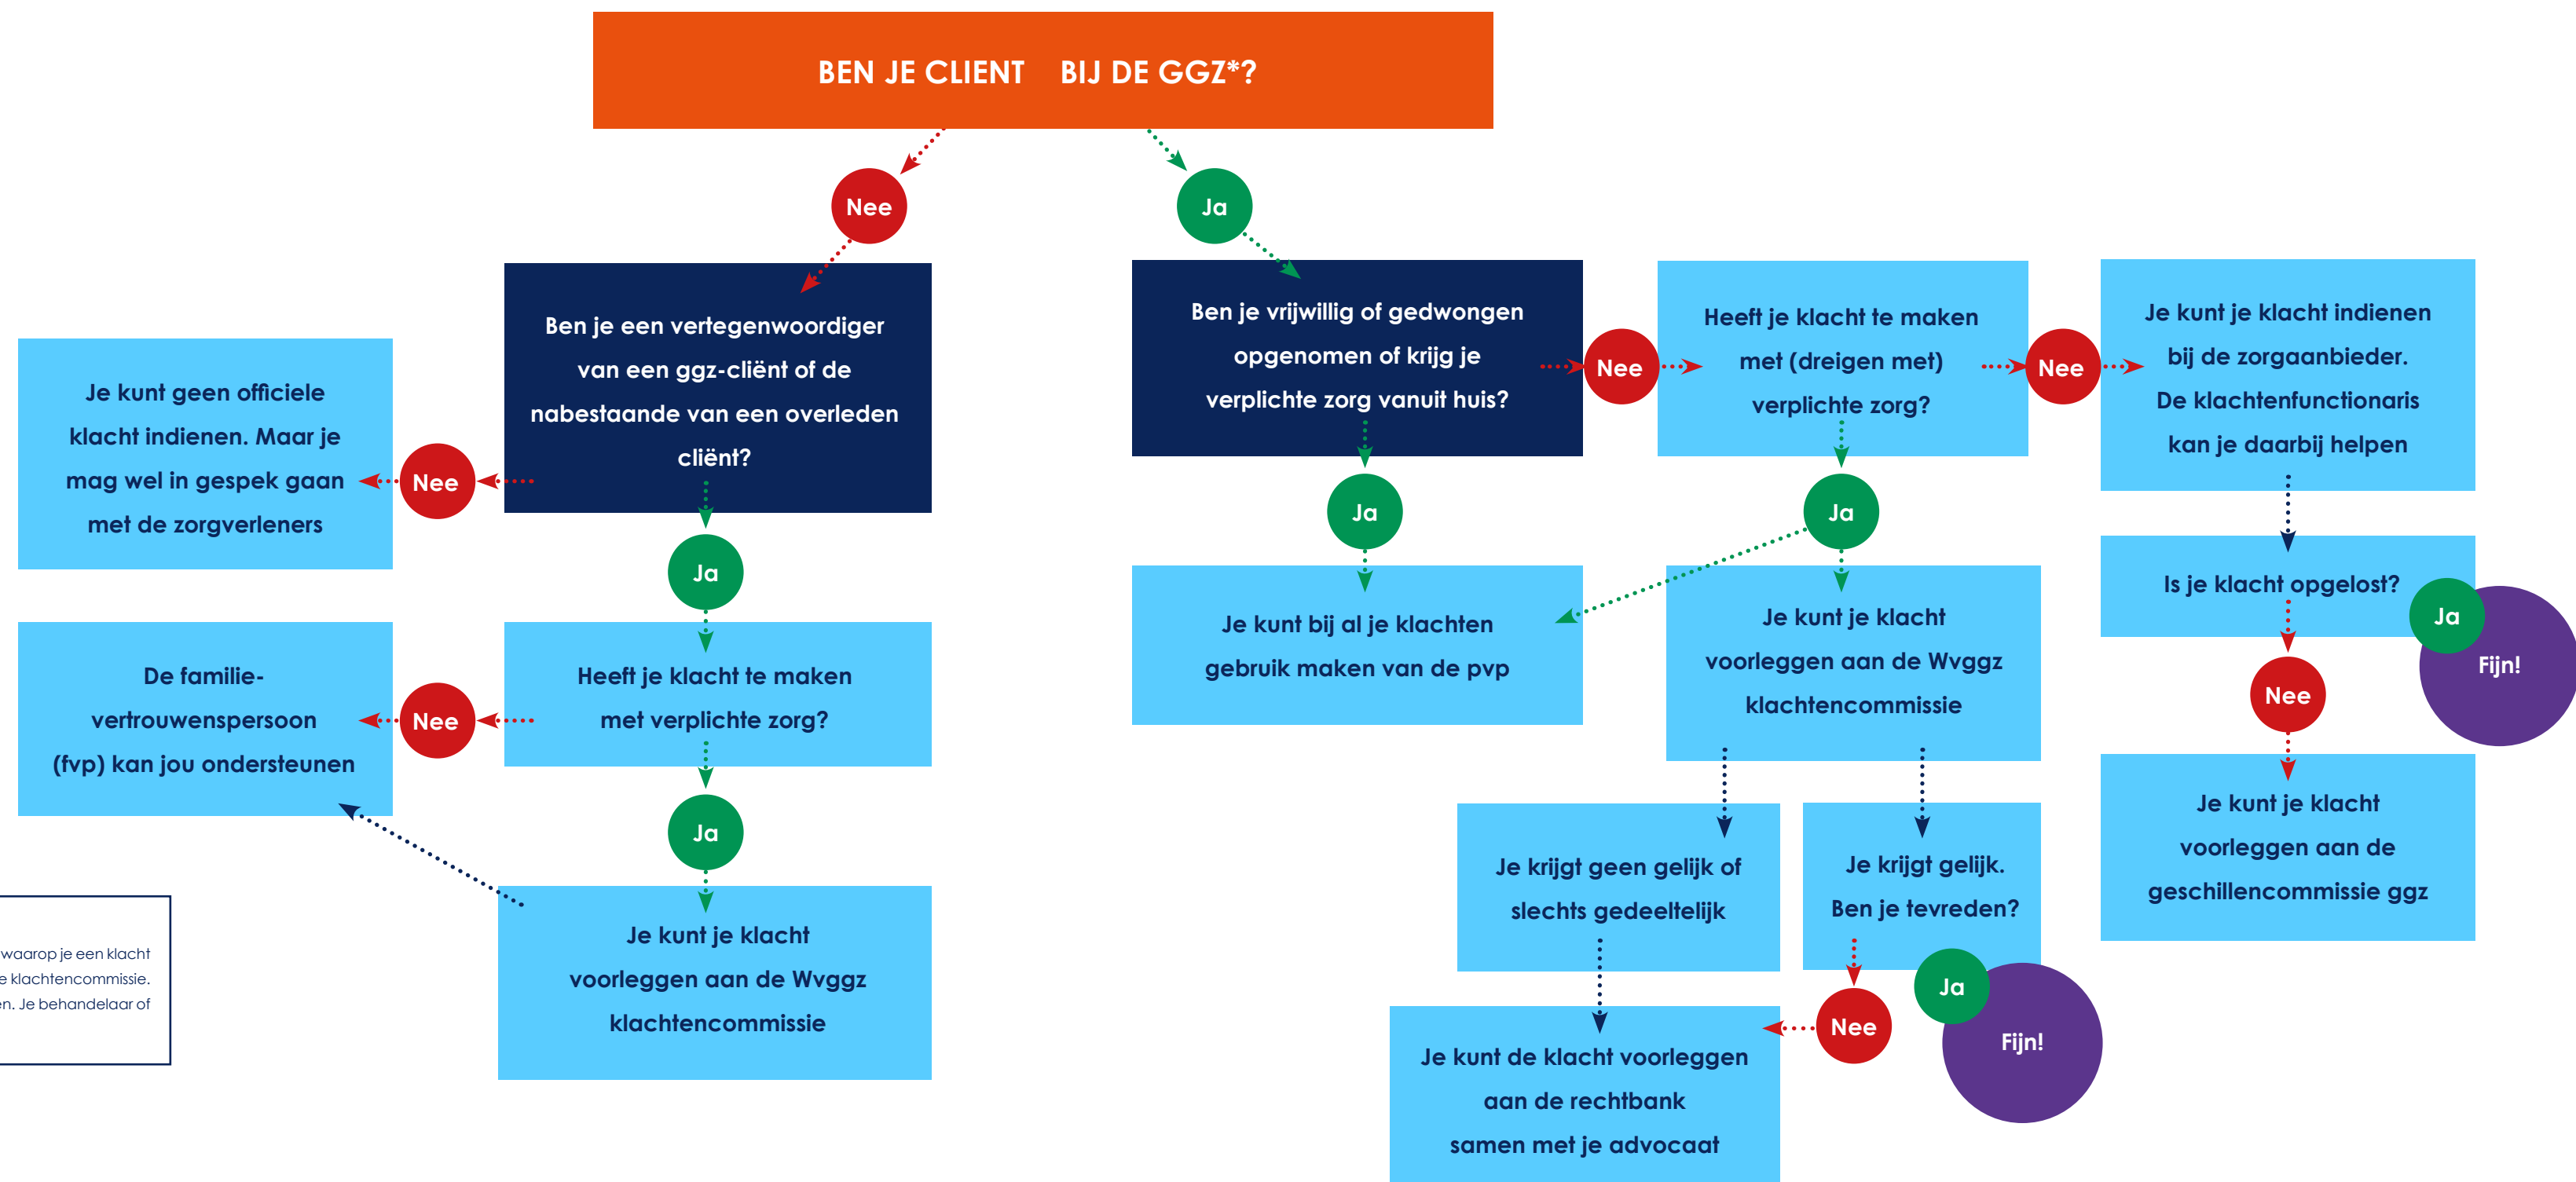 BEN JE CLIENT BIJ DE GGZ*?
Nee
Ja
Ben je een vertegenwoordiger
van een ggz-cliënt of de
nabestaande van een overleden
cliënt?
Nee
Je kunt geen officiele
klacht indienen. Maar je
mag wel in gespek gaan
met de zorgverleners
Ja
Heeft je klacht te maken
met verplichte zorg?
Nee
De familie-
vertrouwenspersoon
(fvp) kan jou ondersteunen
Ja
Je kunt je klacht
voorleggen aan de Wvggz
klachtencommissie
waarop je een klacht
e klachtencommissie.
en. Je behandelaar of
Ben je vrijwillig of gedwongen
opgenomen of krijg je
verplichte zorg vanuit huis?
Nee
Heeft je klacht te maken
met (dreigen met)
verplichte zorg?
Nee
Je kunt je klacht indienen
bij de zorgaanbieder.
De klachtenfunctionaris
kan je daarbij helpen
Ja
Je kunt bij al je klachten
gebruik maken van de pvp
Ja
Je kunt je klacht
voorleggen aan de Wvggz
klachtencommissie
Is je klacht opgelost?
Ja
Fijn!
Nee
Je kunt je klacht
voorleggen aan de
geschillencommissie ggz
Je krijgt geen gelijk of
slechts gedeeltelijk
Je krijgt gelijk.
Ben je tevreden?
Ja
Fijn!
Nee
Je kunt de klacht voorleggen
aan de rechtbank
samen met je advocaat